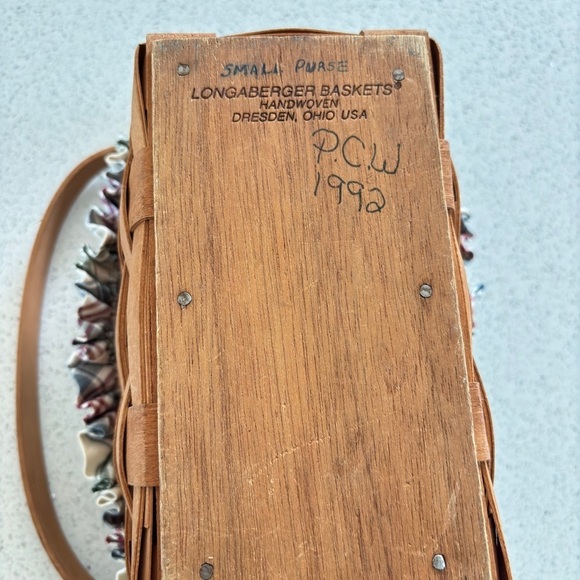 SMALL PURSE
LONGABERGER BASKETS®
HANDWOVEN
DRESDEN, OHIO USA
P.C.W
1992